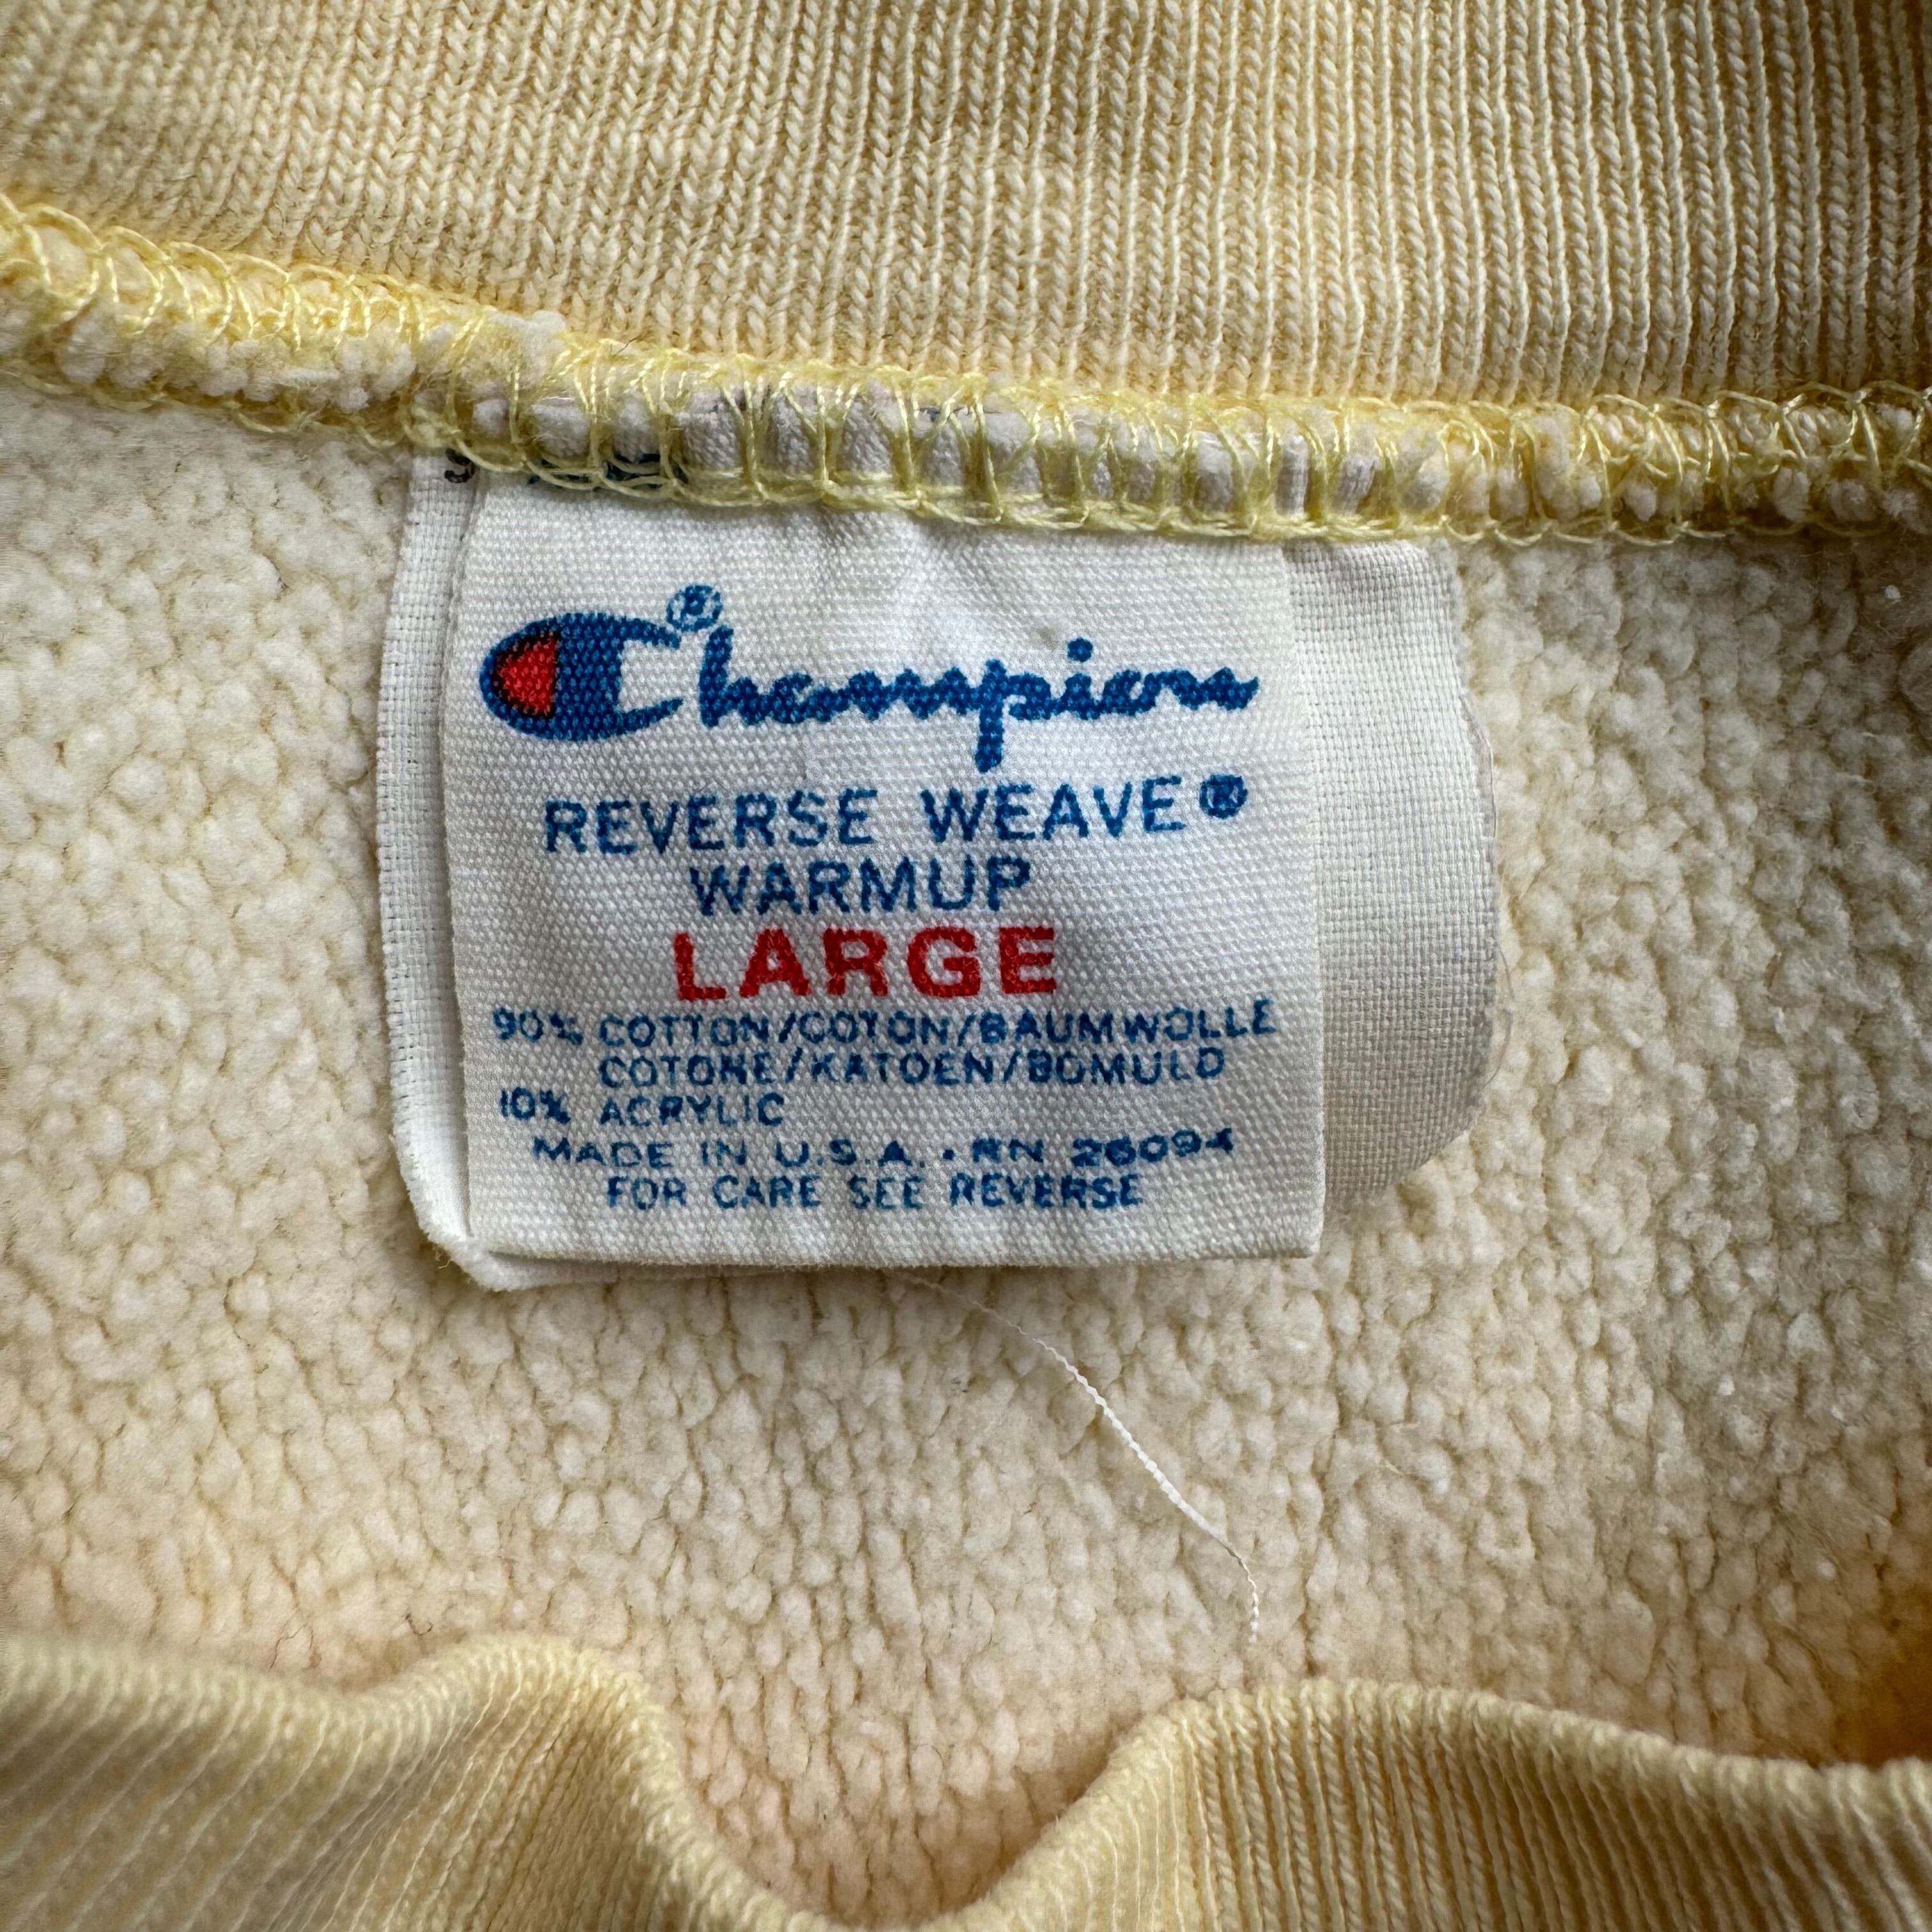 Champion®
REVERSE WEAVE®
WARMUP
LARGE
90% COTTON/COTON/BAUMWOLLE
COTONE/KATOEN/BOMULD
10% ACRYLIC
MADE IN U.S.A. • RN 26094
FOR CARE SEE REVERSE